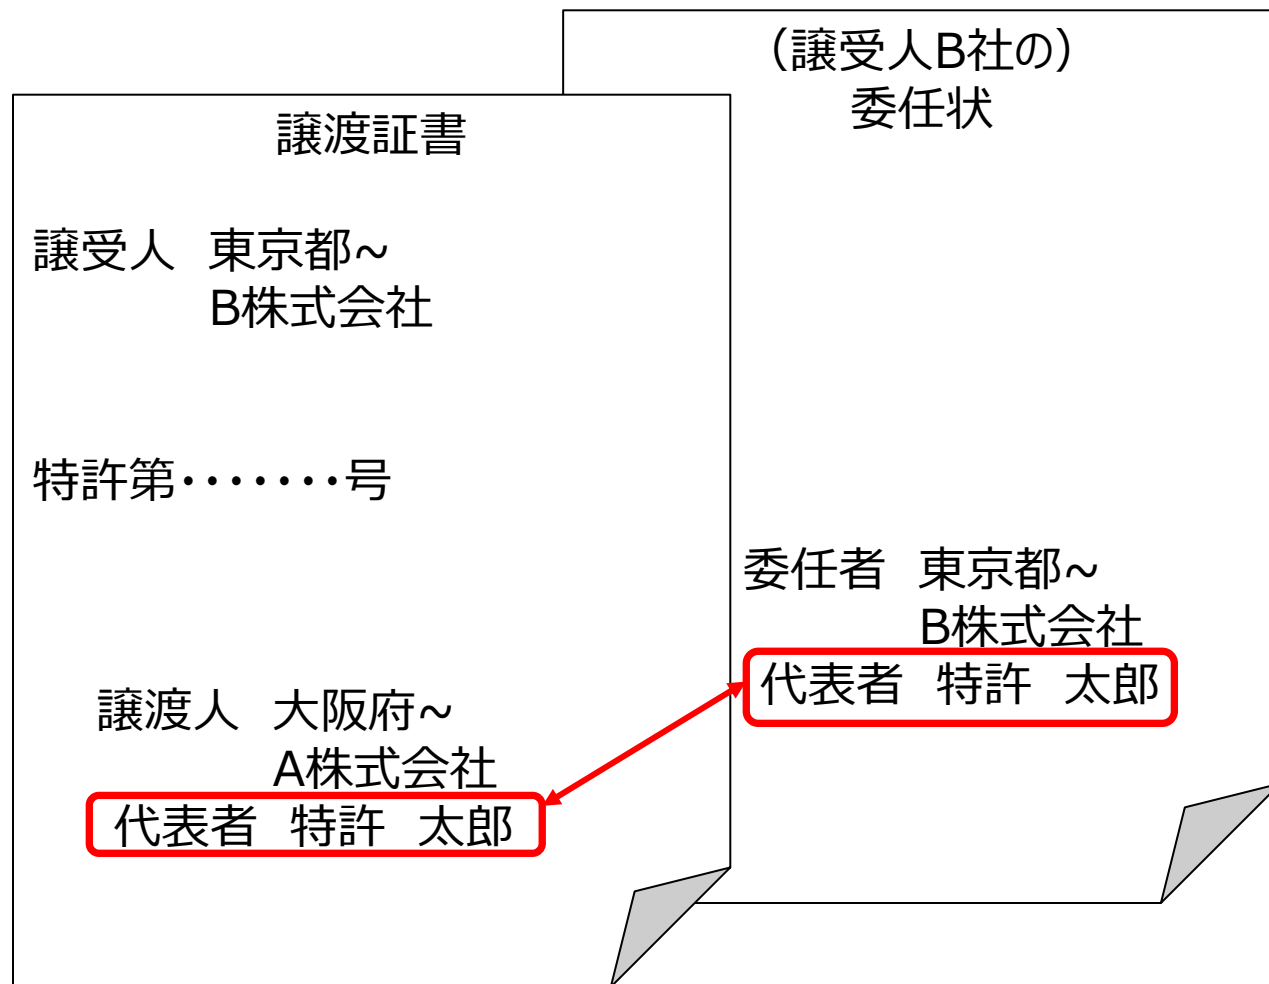 譲渡証書
譲受人　東京都~
B株式会社
特許第・・・・・・・号
譲渡人　大阪府~
A株式会社
代表者　特許　太郎
（譲受人B社の）
委任状
委任者　東京都~
B株式会社
代表者　特許　太郎